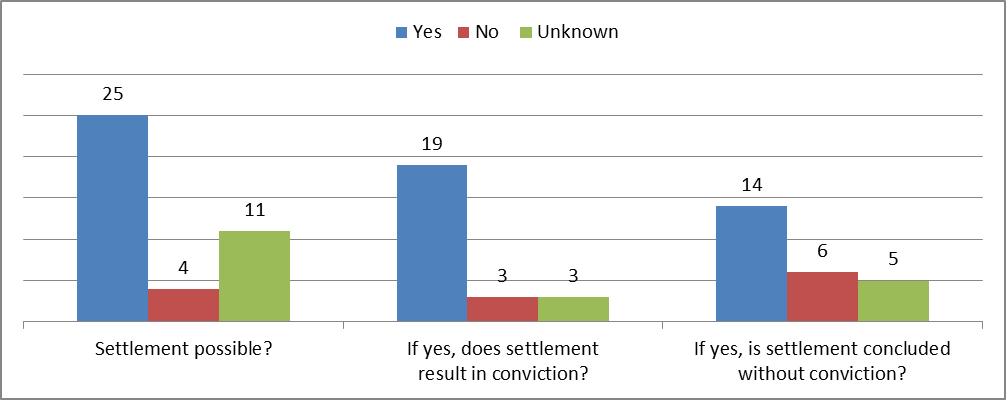 Yes No Unknown
25
4
11
19
3
3
14
6
5
Settlement possible?
If yes, does settlement
result in conviction?
If yes, is settlement concluded
without conviction?